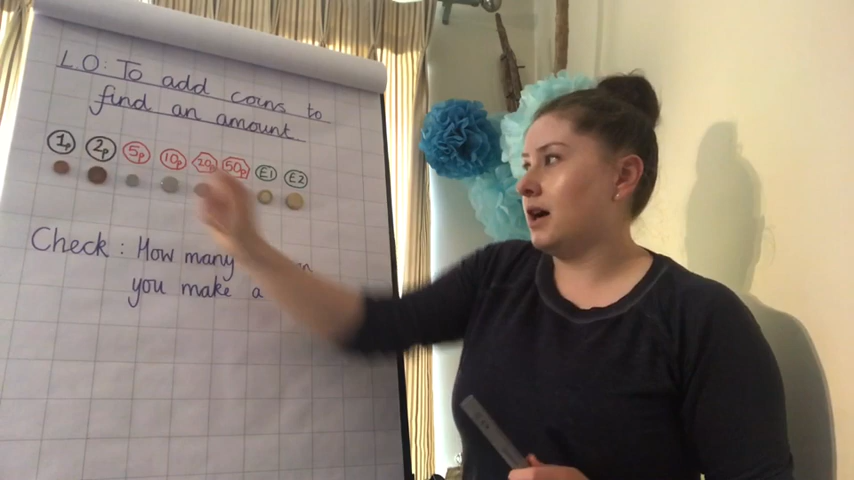 LO: To add coins to
find an amount
1p 2p 5p 10p 20p 50p £1 £2
Check: How many
you make a